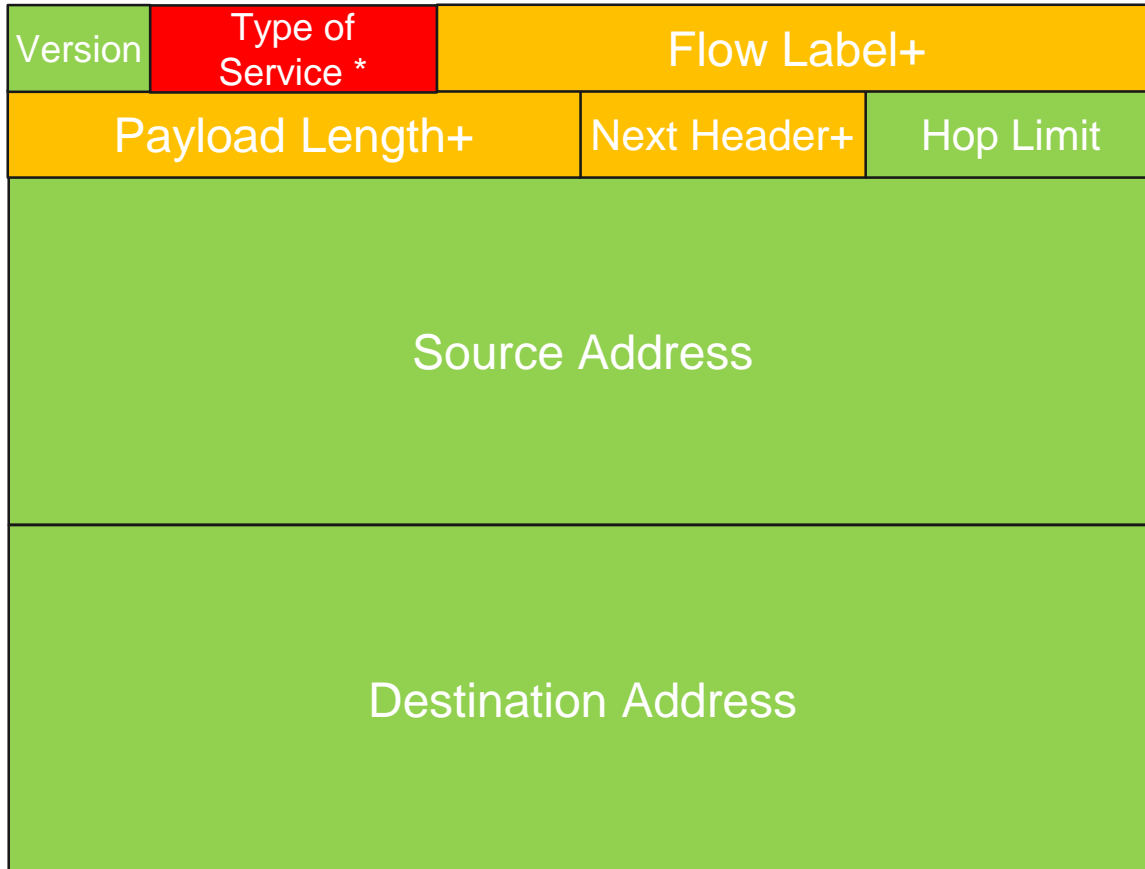 Version
Type of
Service *
Flow Label+
Payload Length+
Next Header+
Hop Limit
Source Address
Destination Address